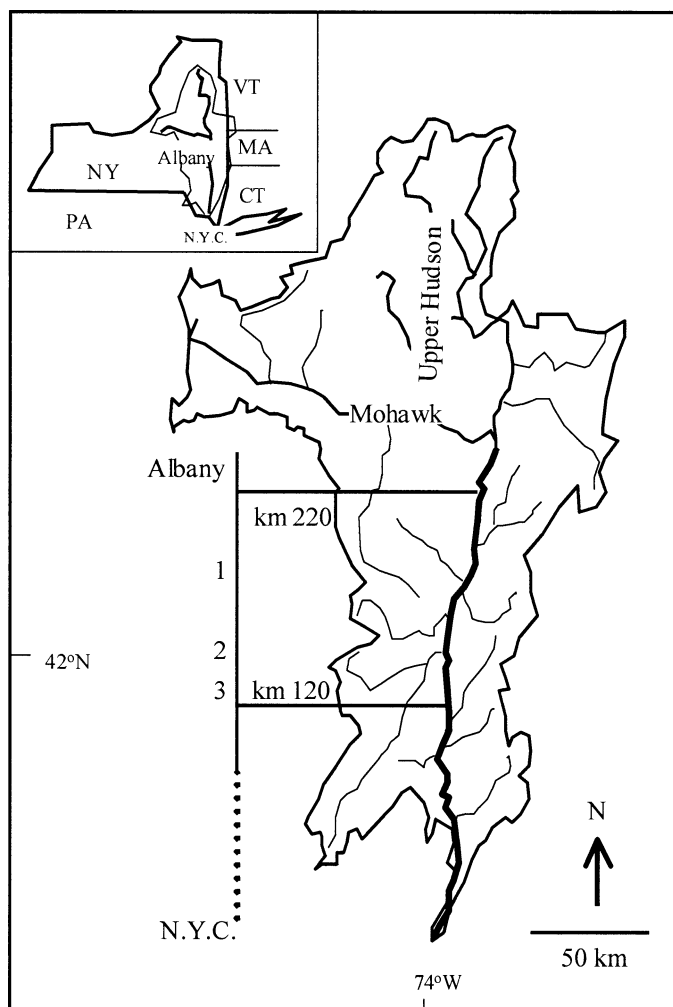 VT
MA
Albany
NY
CT
PA
N.Y.C.
Upper Hudson
Mohawk
Albany
km 220
1
42°N
2
3
km 120
N
N.Y.C.
50 km
74°W